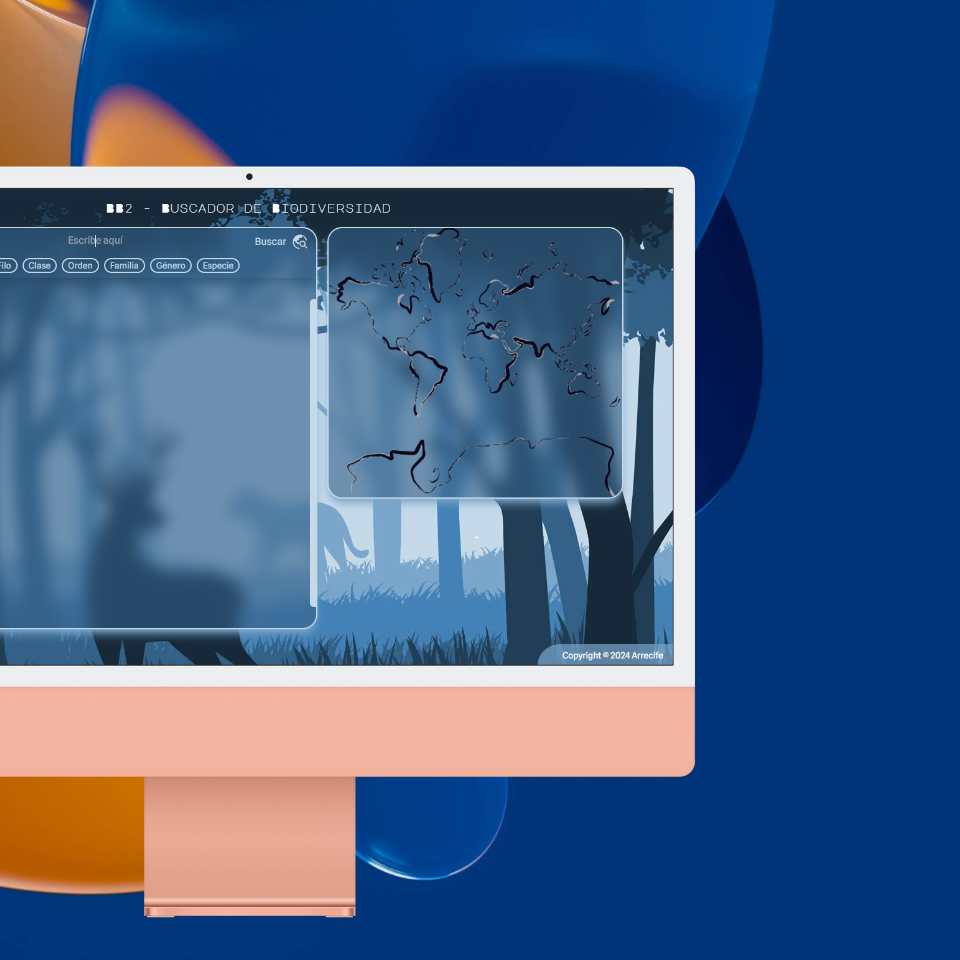 BB2 - BUSCADOR DE BIODIVERSIDAD
Escribe aquí
Buscar
Filo Clase Orden Familia Género Especie
Copyright © 2024 Arrecife